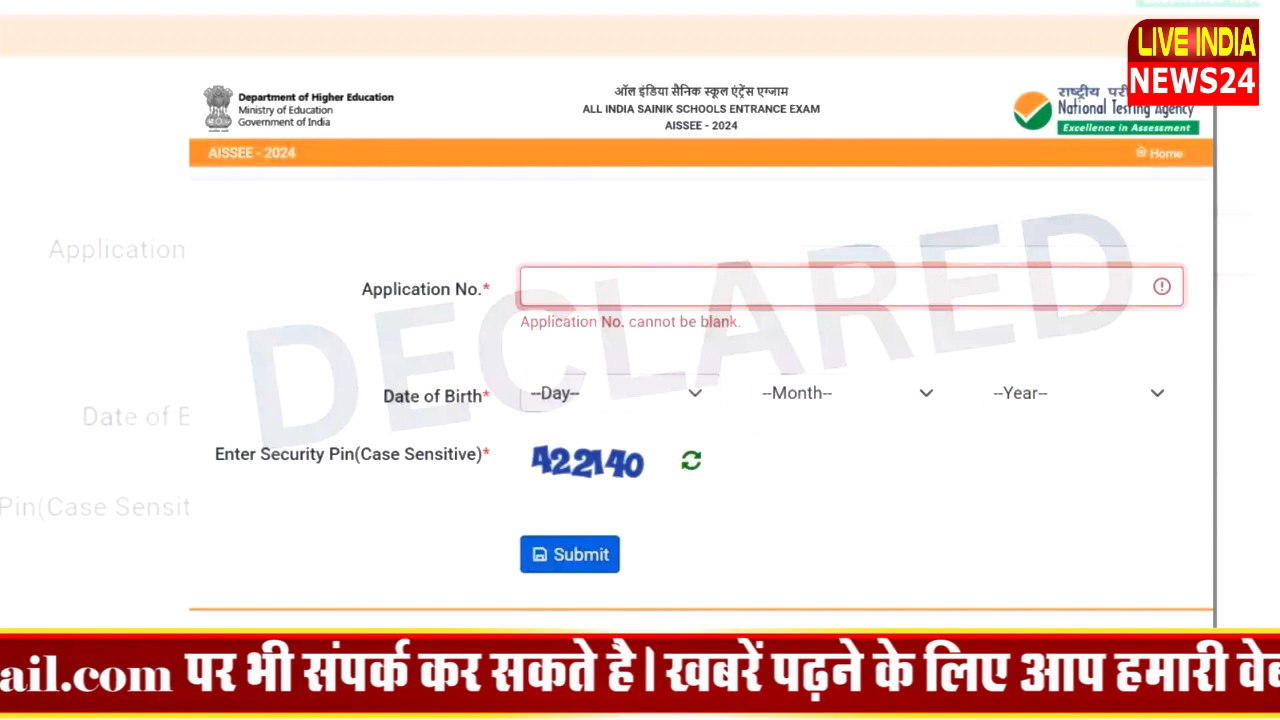 LIVE INDIA
NEWS24
Department of Higher Education
Ministry of Education
Government of India
ऑल इंडिया सैनिक स्कूल एंट्रेंस एग्जाम
ALL INDIA SAINIK SCHOOLS ENTRANCE EXAM
AISSEE - 2024
राष्ट्रीय
National Testing Agency
Excellence in Assessment
AISSEE - 2024
Home
DECLARED
Application
Application No.*
Application No. cannot be blank.
Date of
Date of Birth*
--Day--
--Month--
--Year--
Enter Security Pin(Case Sensitive)*
422140
Pin(Case Sensit
Submit
ail.com पर भी संपर्क कर सकते है। खबरें पढ़ने के लिए आप हमारी